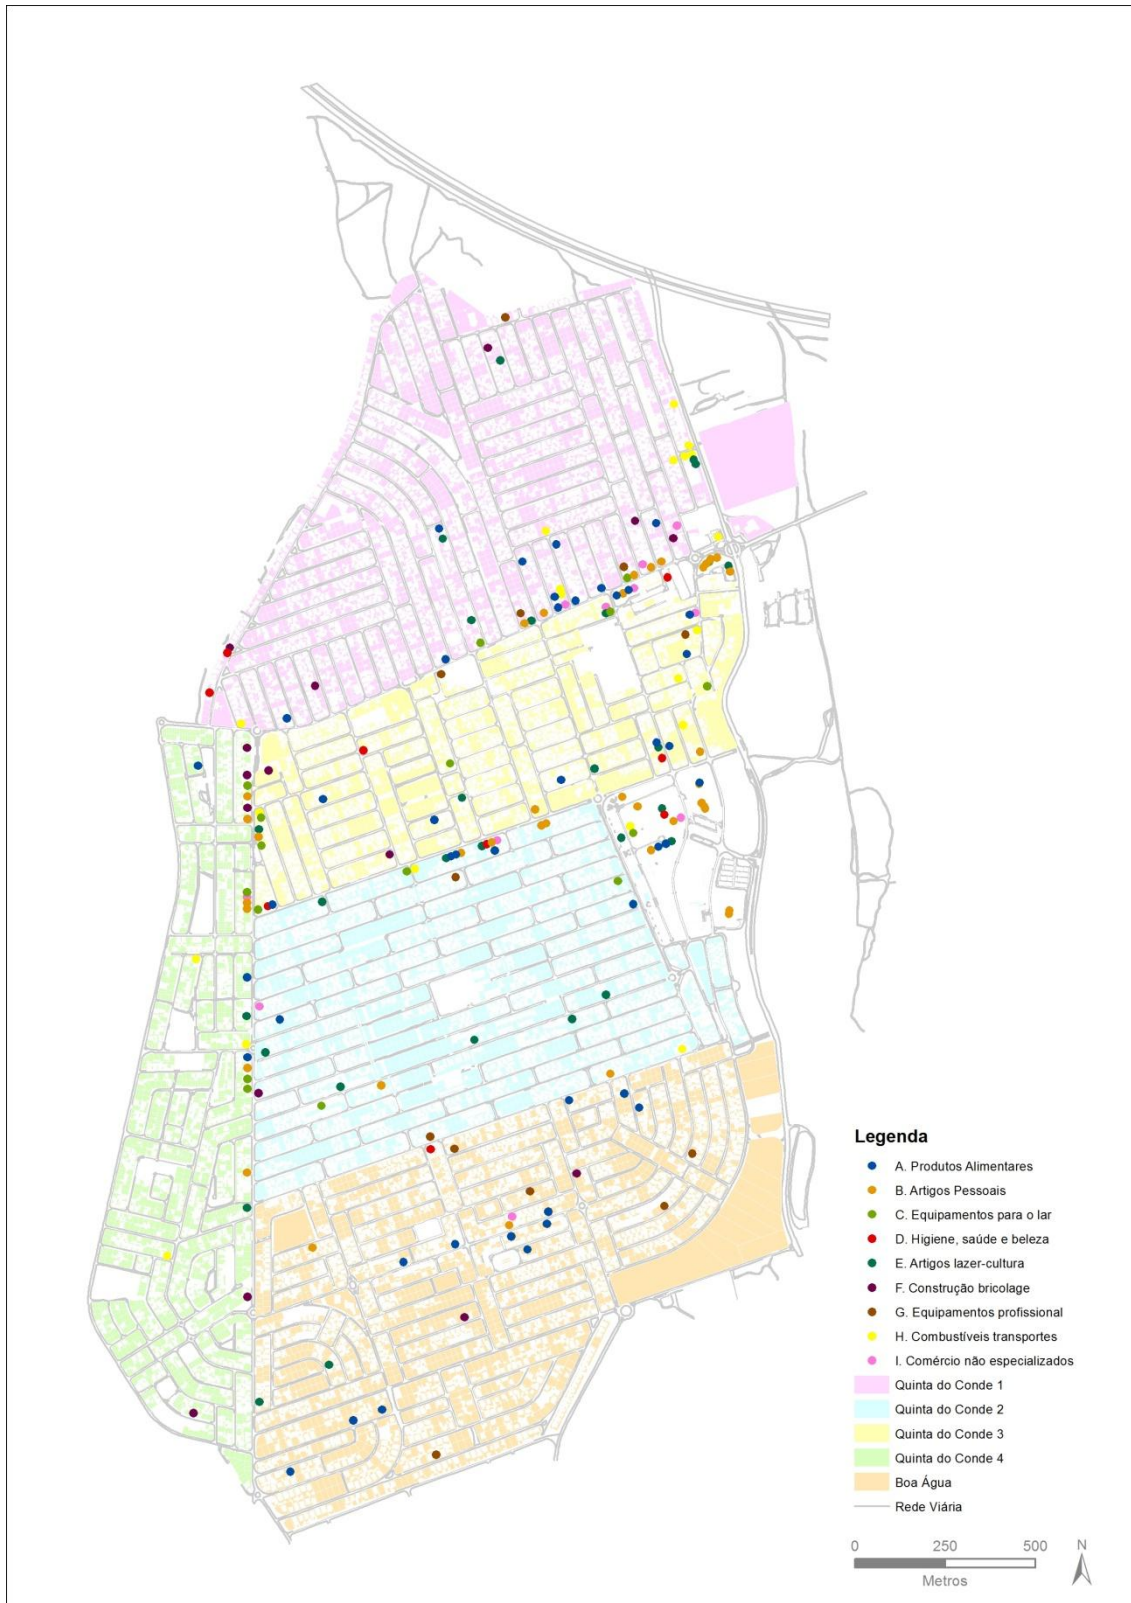 Legenda
A. Produtos Alimentares
B. Artigos Pessoais
C. Equipamentos para o lar
D. Higiene, saúde e beleza
E. Artigos lazer-cultura
F. Construção bricolage
G. Equipamentos profissional
H. Combustíveis transportes
I. Comércio não especializados
Quinta do Conde 1
Quinta do Conde 2
Quinta do Conde 3
Quinta do Conde 4
Boa Água
Rede Viária
0 250 500 N
Metros